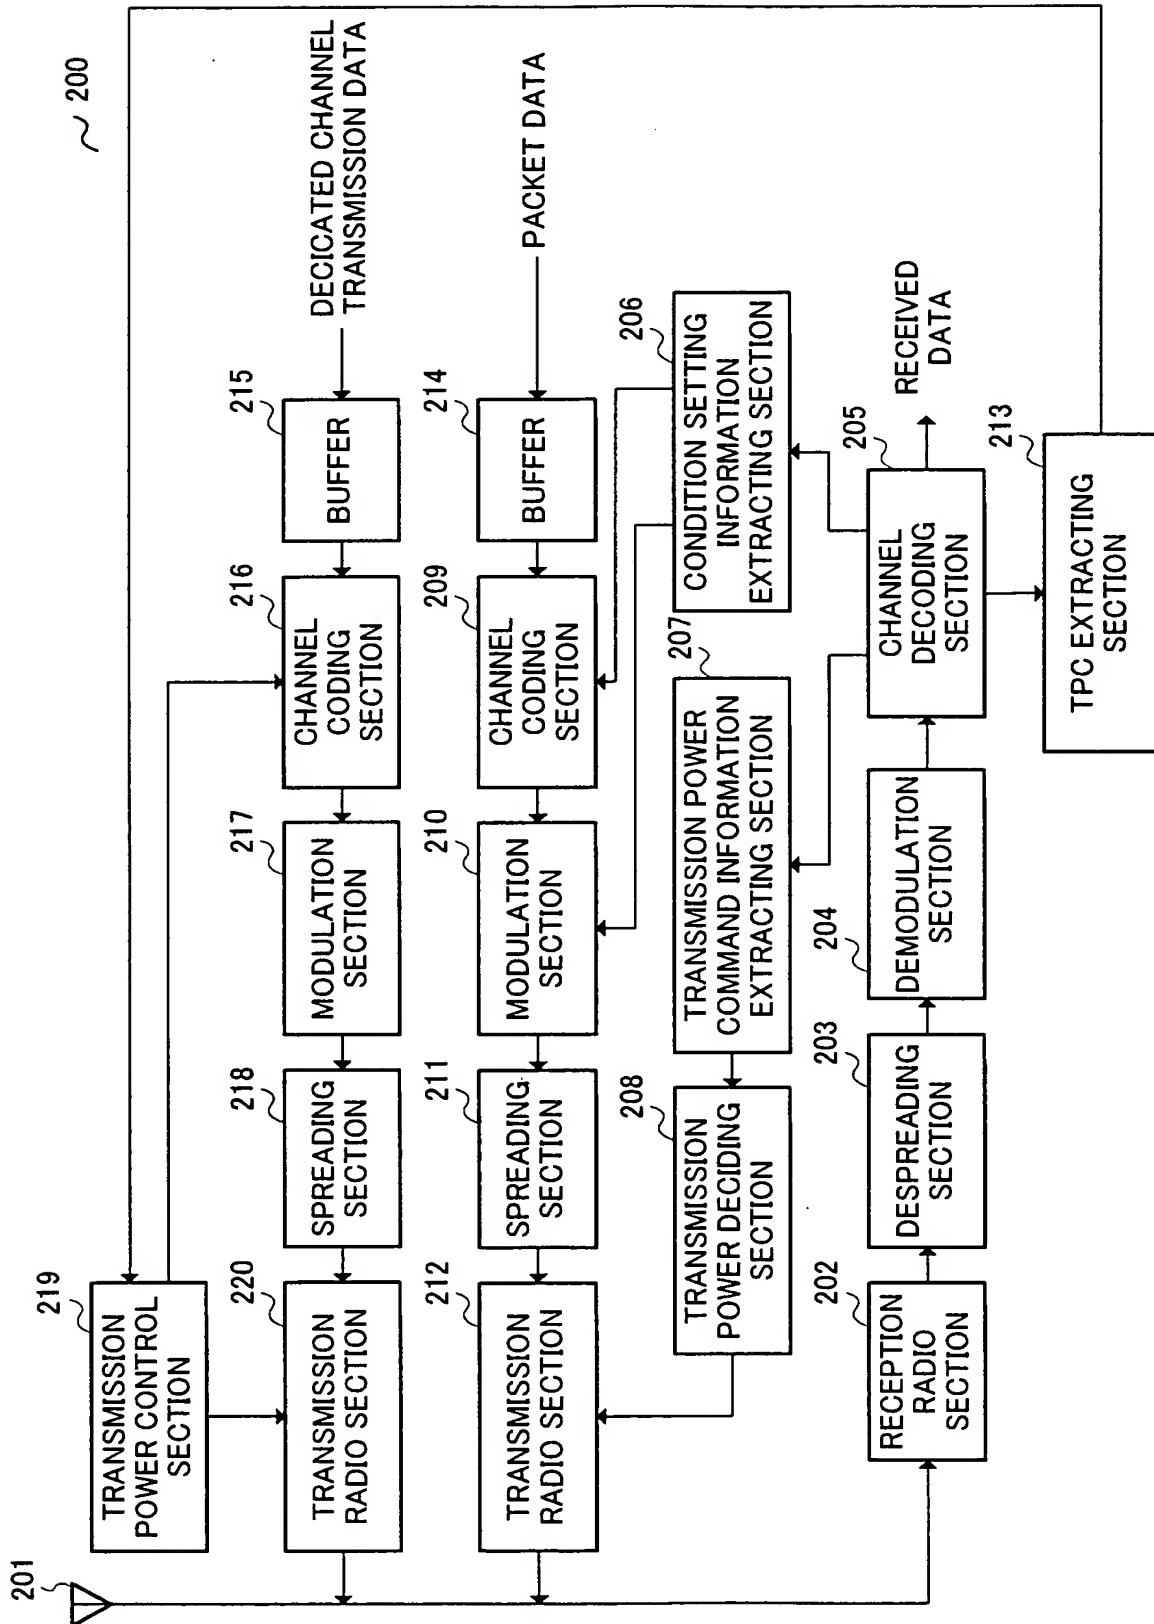 200
201
219
TRANSMISSION
POWER CONTROL
SECTION
220
TRANSMISSION
RADIO SECTION
218
SPREADING
SECTION
217
MODULATION
SECTION
216
CHANNEL
CODING
SECTION
215
BUFFER
DECICATED CHANNEL
TRANSMISSION DATA
212
TRANSMISSION
RADIO SECTION
211
SPREADING
SECTION
210
MODULATION
SECTION
209
CHANNEL
CODING
SECTION
214
BUFFER
PACKET DATA
208
TRANSMISSION
POWER DECIDING
SECTION
207
TRANSMISSION POWER
COMMAND INFORMATION
EXTRACTING SECTION
206
CONDITION SETTING
INFORMATION
EXTRACTING SECTION
202
RECEPTION
RADIO
SECTION
203
DESPREADING
SECTION
204
DEMODULATION
SECTION
205
CHANNEL
DECODING
SECTION
RECEIVED
DATA
213
TPC EXTRACTING
SECTION